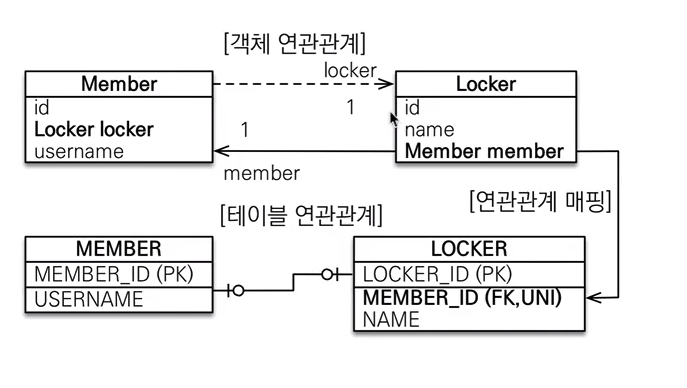 [객체 연관관계]
locker
Member
Locker
id
Locker locker
username
1
1
id
name
Member member
member
[연관관계 매핑]
[테이블 연관관계]
MEMBER
MEMBER_ID (PK)
USERNAME
LOCKER
LOCKER_ID (PK)
MEMBER_ID (FK,UNI)
NAME